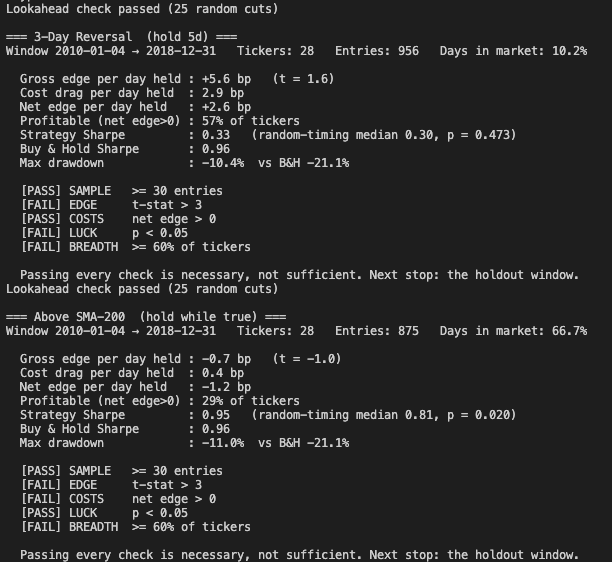 Lookahead check passed (25 random cuts)
=== 3-Day Reversal (hold 5d) ===
Window 2010-01-04 → 2018-12-31 Tickers: 28 Entries: 956 Days in market: 10.2%
Gross edge per day held : +5.6 bp (t = 1.6)
Cost drag per day held : 2.9 bp
Net edge per day held : +2.6 bp
Profitable (net edge>0) : 57% of tickers
Strategy Sharpe : 0.33 (random-timing median 0.30, p = 0.473)
Buy & Hold Sharpe : 0.96
Max drawdown : -10.4% vs B&H -21.1%
[PASS] SAMPLE >= 30 entries
[FAIL] EDGE t-stat > 3
[PASS] COSTS net edge > 0
[FAIL] LUCK p < 0.05
[FAIL] BREADTH >= 60% of tickers
Passing every check is necessary, not sufficient. Next stop: the holdout window.
Lookahead check passed (25 random cuts)
=== Above SMA-200 (hold while true) ===
Window 2010-01-04 → 2018-12-31 Tickers: 28 Entries: 875 Days in market: 66.7%
Gross edge per day held : -0.7 bp (t = -1.0)
Cost drag per day held : 0.4 bp
Net edge per day held : -1.2 bp
Profitable (net edge>0) : 29% of tickers
Strategy Sharpe : 0.95 (random-timing median 0.81, p = 0.020)
Buy & Hold Sharpe : 0.96
Max drawdown : -11.0% vs B&H -21.1%
[PASS] SAMPLE >= 30 entries
[FAIL] EDGE t-stat > 3
[FAIL] COSTS net edge > 0
[PASS] LUCK p < 0.05
[FAIL] BREADTH >= 60% of tickers
Passing every check is necessary, not sufficient. Next stop: the holdout window.